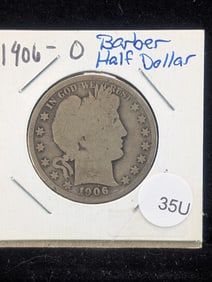 1906-O Barber
Half Dollar
IN GOD WE TRUST
1906
35U